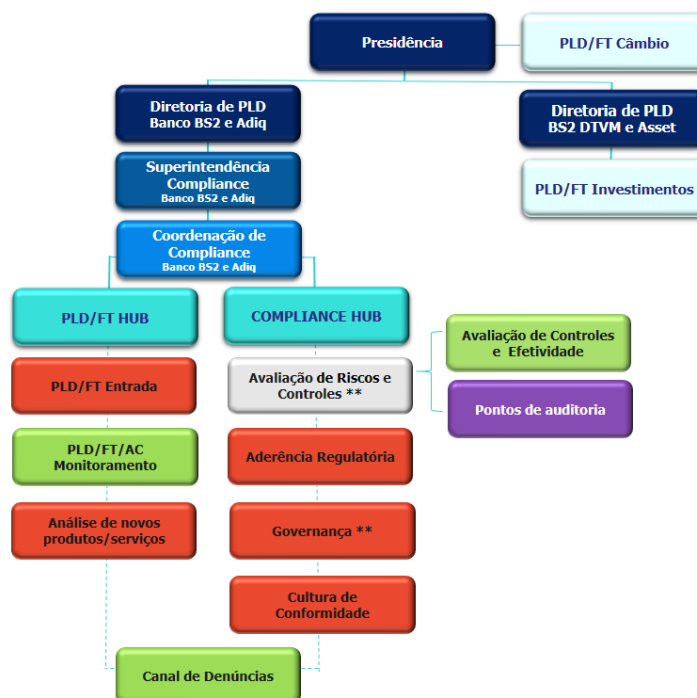 Presidência
PLD/FT Câmbio
Diretoria de PLD
Banco BS2 e Adiq
Diretoria de PLD
BS2 DTVM e Asset
Superintendência
Compliance
Banco BS2 e Adiq
PLD/FT Investimentos
Coordenação de
Compliance
Banco BS2 e Adiq
PLD/FT HUB
COMPLIANCE HUB
PLD/FT Entrada
Avaliação de Riscos e
Controles **
Avaliação de Controles
e Efetividade
Pontos de auditoria
PLD/FT/AC
Monitoramento
Aderência Regulatória
Análise de novos
produtos/serviços
Governança **
Cultura de
Conformidade
Canal de Denúncias